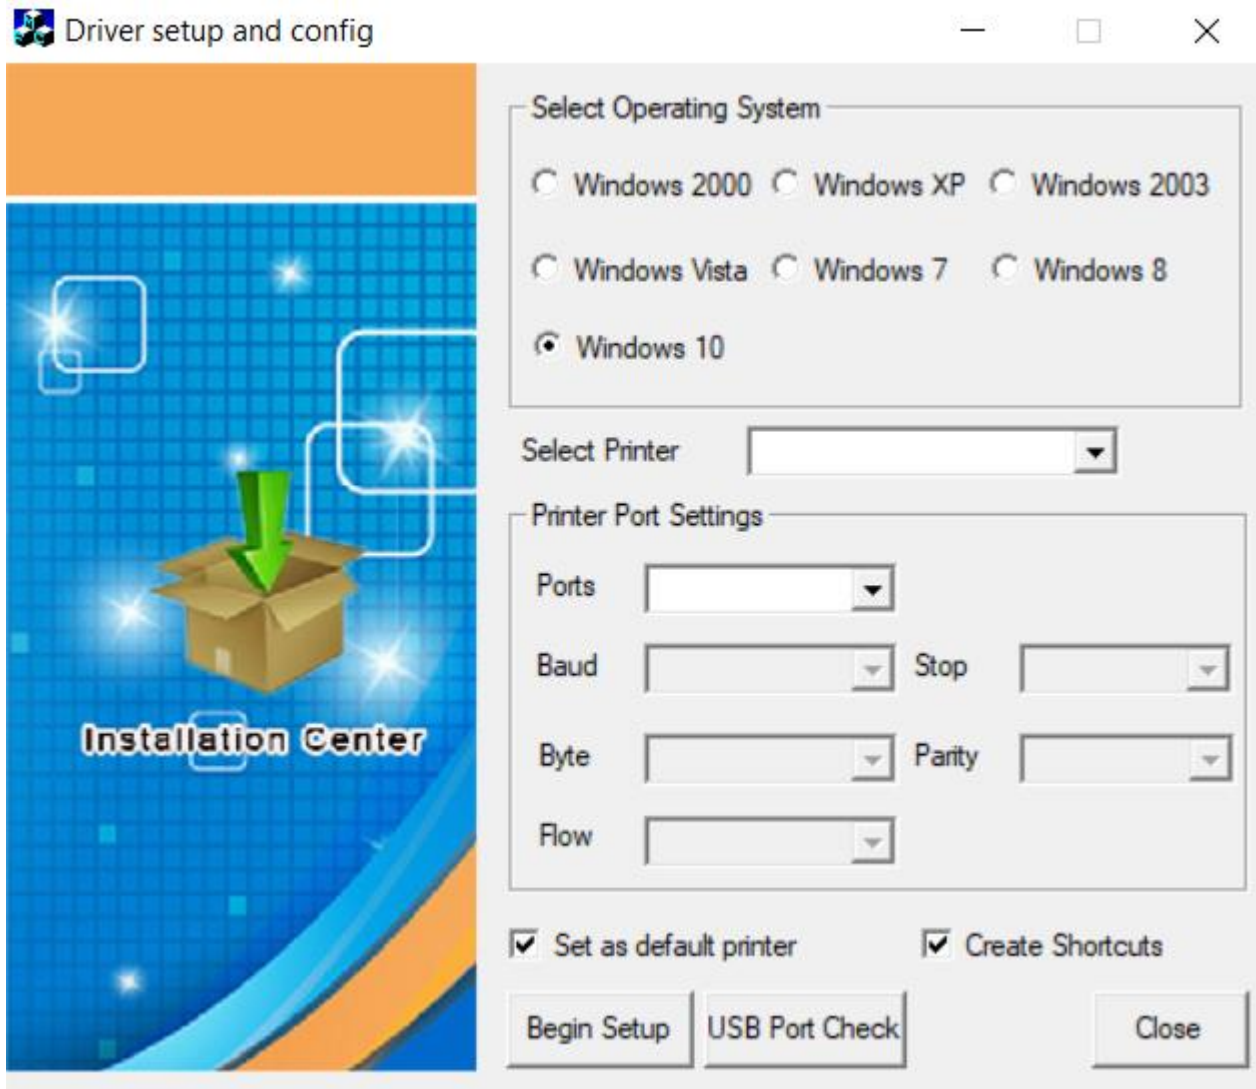 Driver setup and config
Select Operating System
Windows 2000 Windows XP Windows 2003
Windows Vista Windows 7 Windows 8
Windows 10
Select Printer
Printer Port Settings
Ports
Baud Stop
Byte Parity
Flow
Installation Center
Set as default printer Create Shortcuts
Begin Setup USB Port Check Close